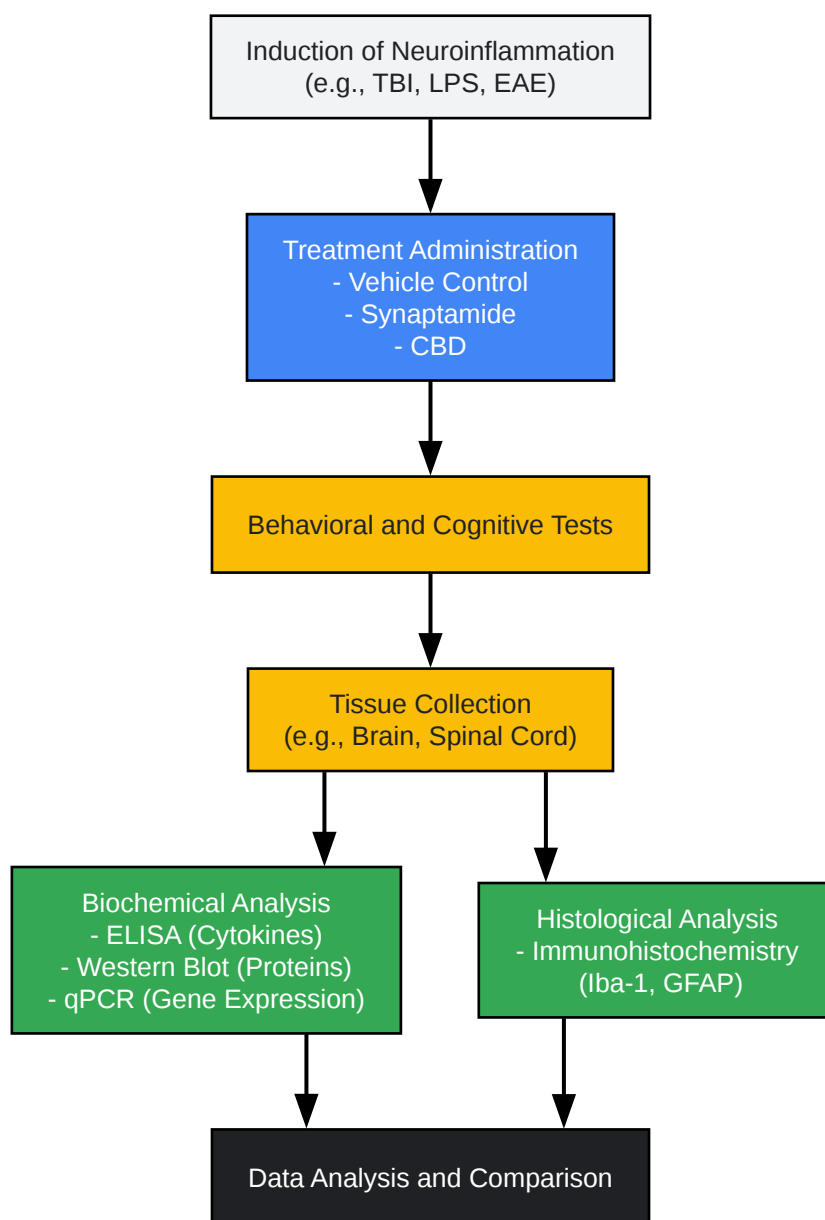 Induction of Neuroinflammation
(e.g., TBI, LPS, EAE)
Treatment Administration
- Vehicle Control
- Synaptamide
- CBD
Behavioral and Cognitive Tests
Tissue Collection
(e.g., Brain, Spinal Cord)
Biochemical Analysis
- ELISA (Cytokines)
- Western Blot (Proteins)
- qPCR (Gene Expression)
Histological Analysis
- Immunohistochemistry
(Iba-1, GFAP)
Data Analysis and Comparison